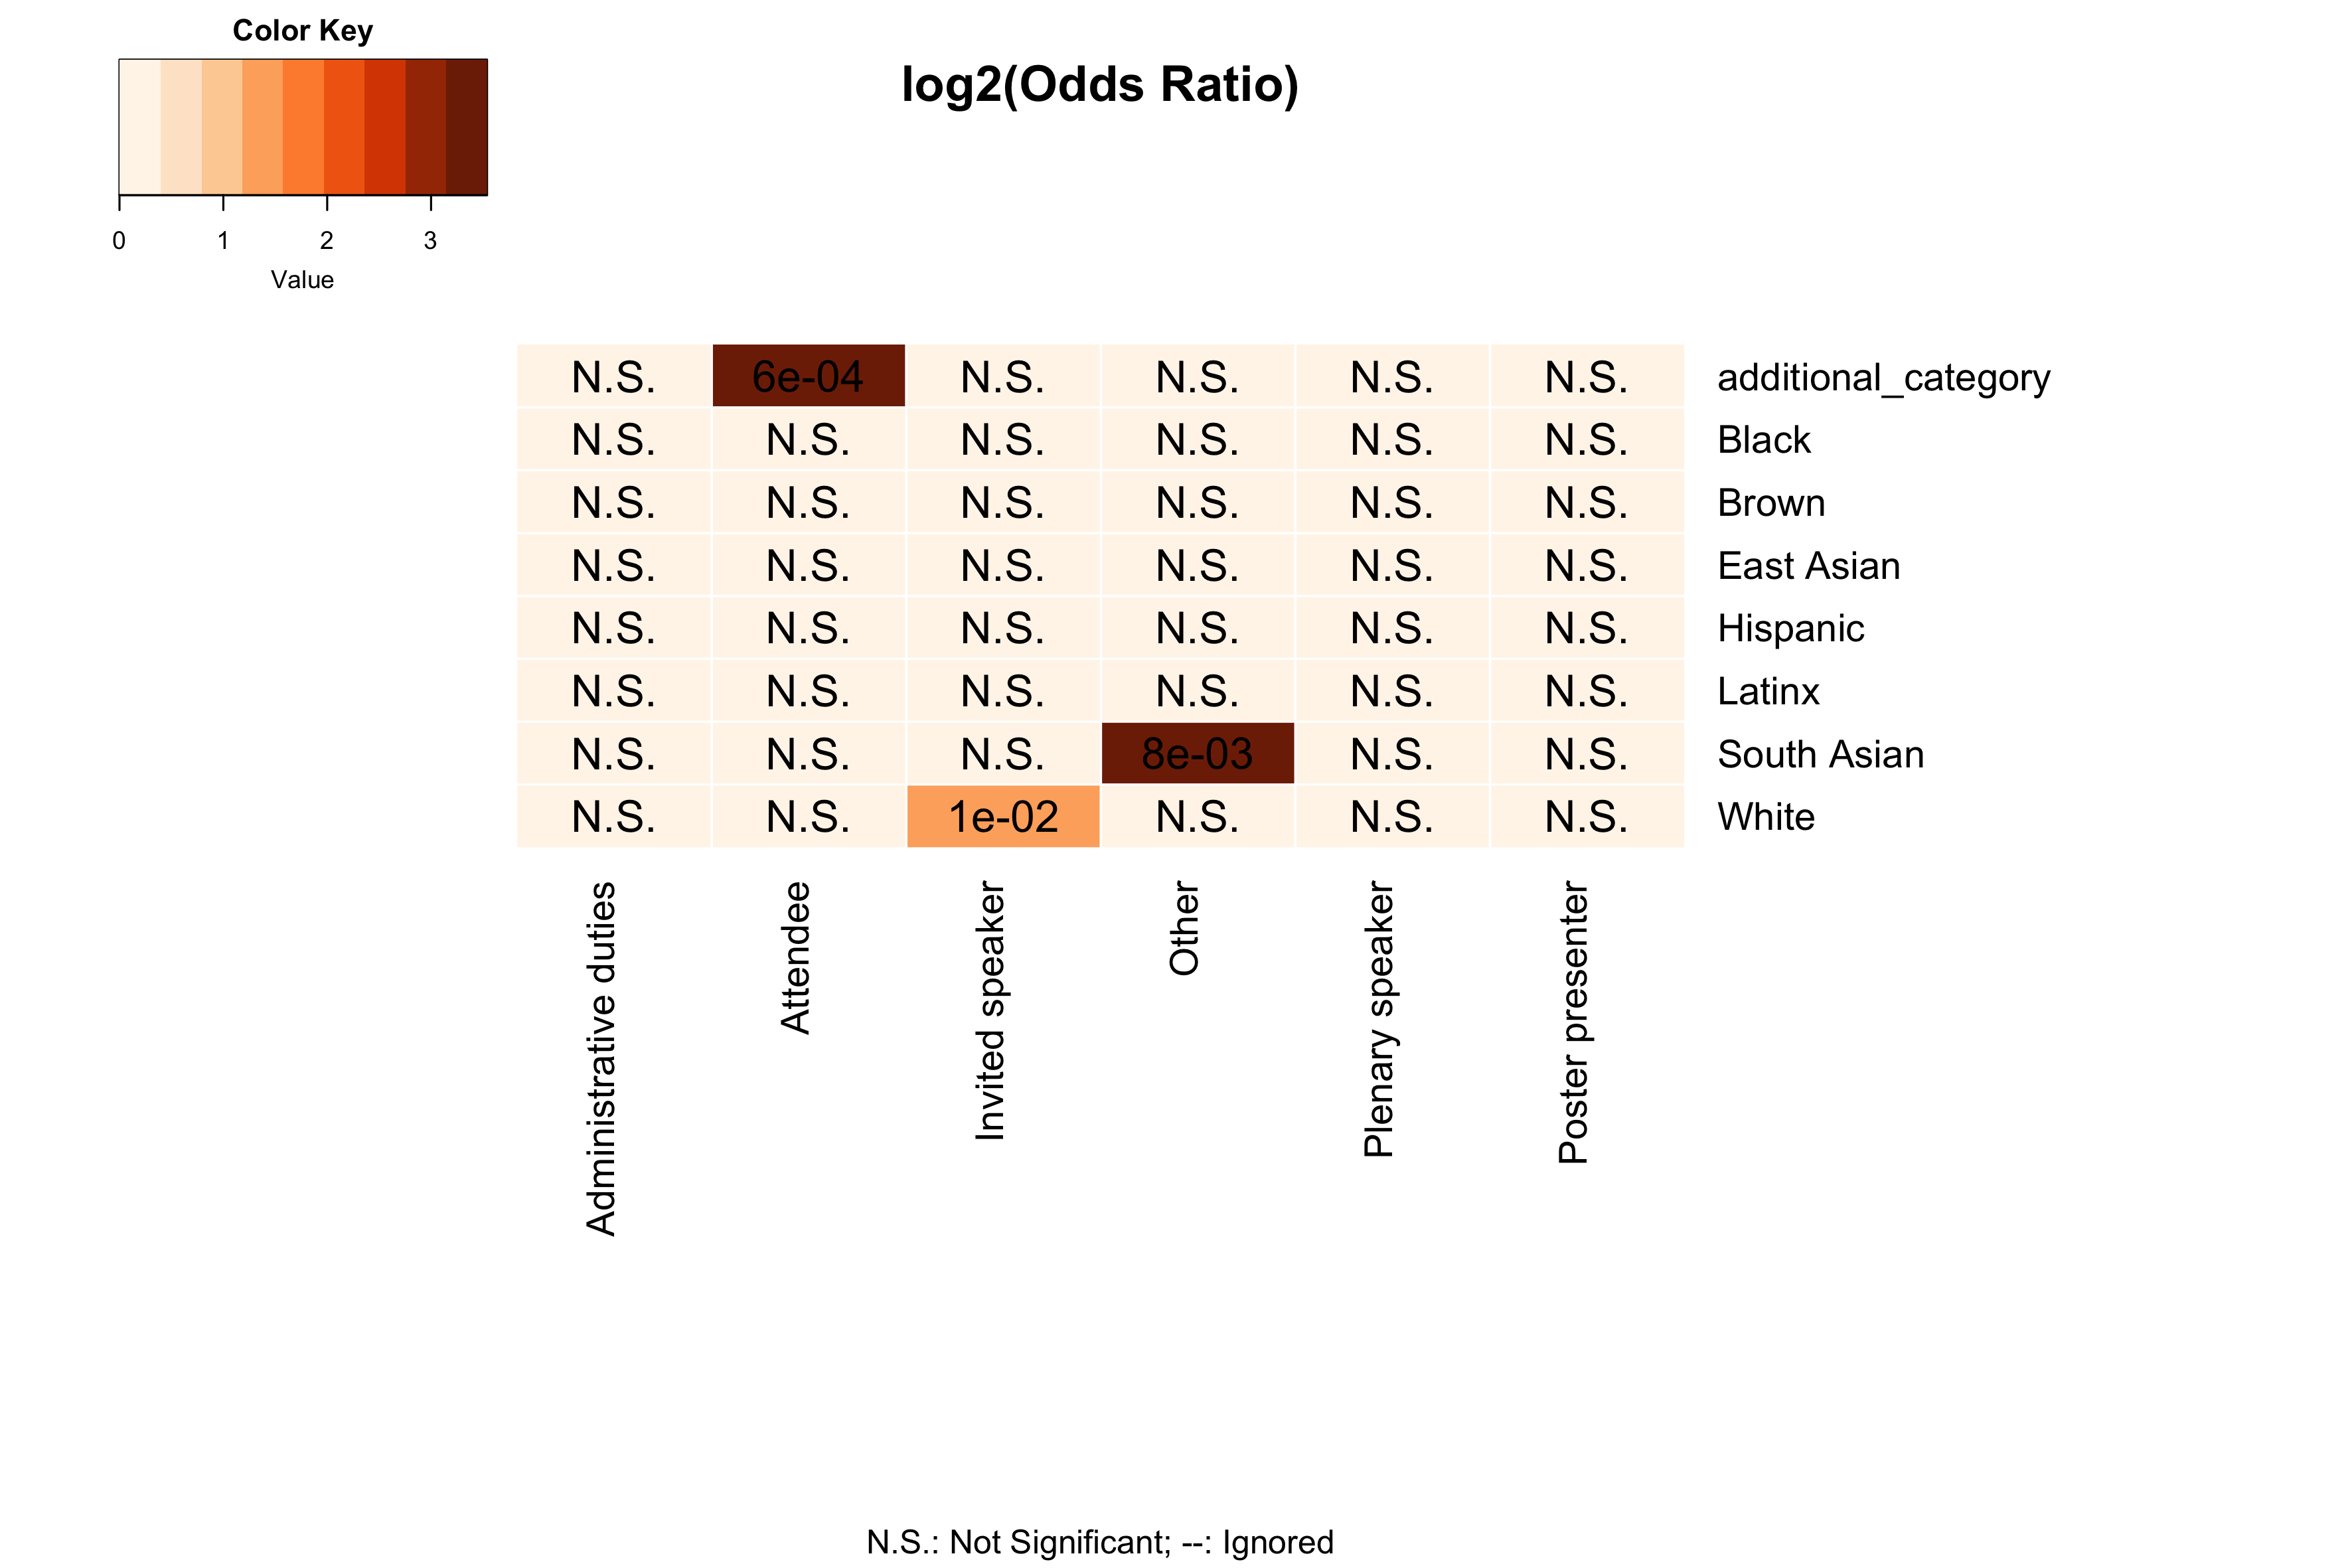 Color Key
log2(Odds Ratio)
0 1 2 3
Value
N.S. 6e-04 N.S. N.S. N.S. N.S. additional_category
N.S. N.S. N.S. N.S. N.S. N.S. Black
N.S. N.S. N.S. N.S. N.S. N.S. Brown
N.S. N.S. N.S. N.S. N.S. N.S. East Asian
N.S. N.S. N.S. N.S. N.S. N.S. Hispanic
N.S. N.S. N.S. N.S. N.S. N.S. Latinx
N.S. N.S. N.S. 8e-03 N.S. N.S. South Asian
N.S. N.S. 1e-02 N.S. N.S. N.S. White
Administrative duties
Attendee
Invited speaker
Other
Plenary speaker
Poster presenter
N.S.: Not Significant; --: Ignored